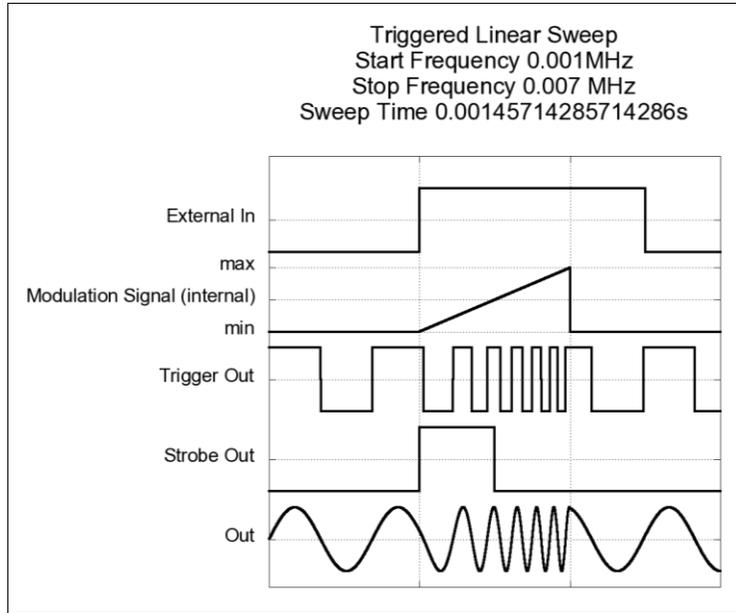 Triggered Linear Sweep
Start Frequency 0.001MHz
Stop Frequency 0.007 MHz
Sweep Time 0.00145714285714286s
External In
max
Modulation Signal (internal)
min
Trigger Out
Strobe Out
Out